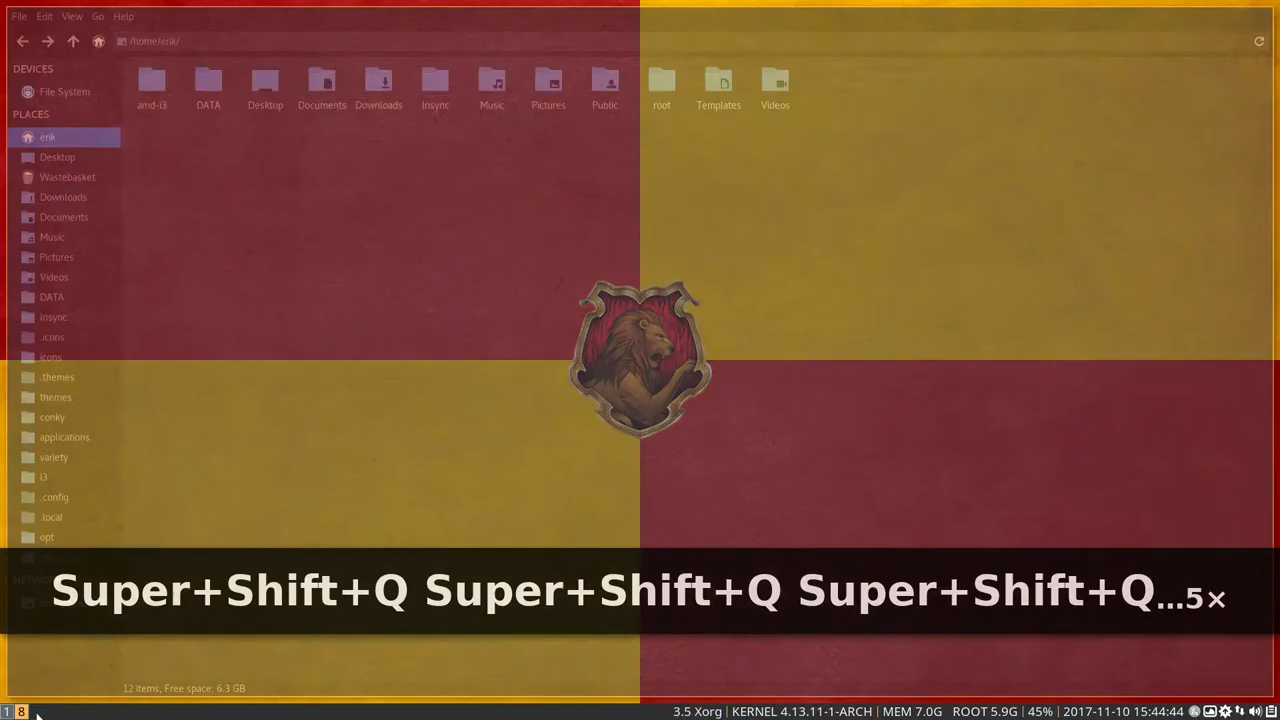 File Edit View Go Help
/home/erik/
DEVICES
File System
PLACES
erik
Desktop
Wastebasket
Downloads
Documents
Music
Pictures
Videos
DATA
Insync
.icons
icons
.themes
themes
conky
applications
variety
i3
.config
.local
opt
amd-i3 DATA Desktop Documents Downloads Insync Music Pictures Public root Templates Videos
Super+Shift+Q Super+Shift+Q Super+Shift+Q...5×
12 items, Free space: 6.3 GB
1 8
3.5 Xorg | KERNEL 4.13.11-1-ARCH | MEM 7.0G ROOT 5.9G | 45% | 2017-11-10 15:44:44